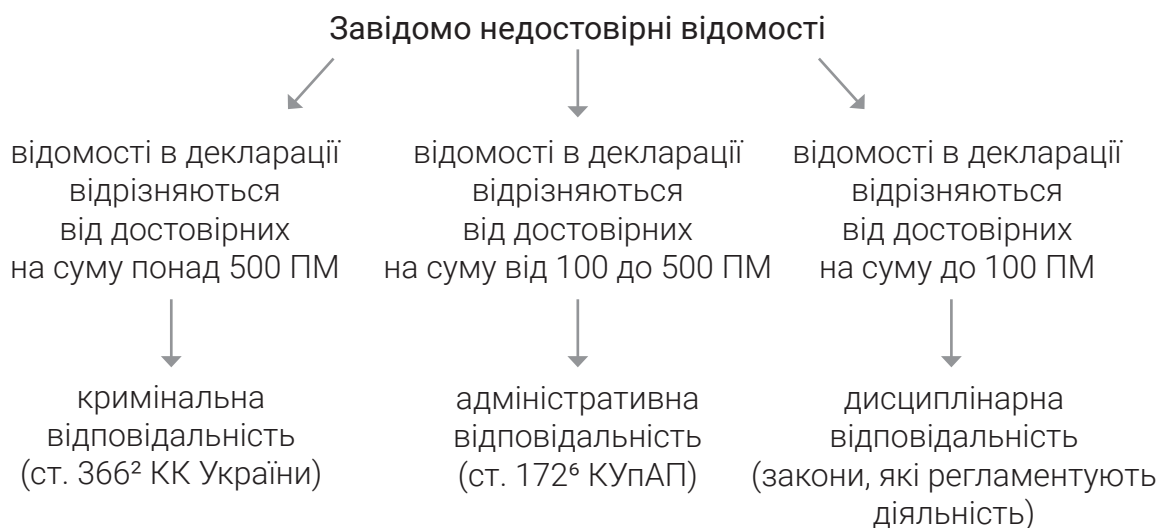 Завідомо недостовірні відомості
відомості в декларації
відрізняються
від достовірних
на суму понад 500 ПМ
відомості в декларації
відрізняються
від достовірних
на суму від 100 до 500 ПМ
відомості в декларації
відрізняються
від достовірних
на суму до 100 ПМ
кримінальна
відповідальність
(ст. 366² КК України)
адміністративна
відповідальність
(ст. 172⁶ КУпАП)
дисциплінарна
відповідальність
(закони, які регламентують
діяльність)